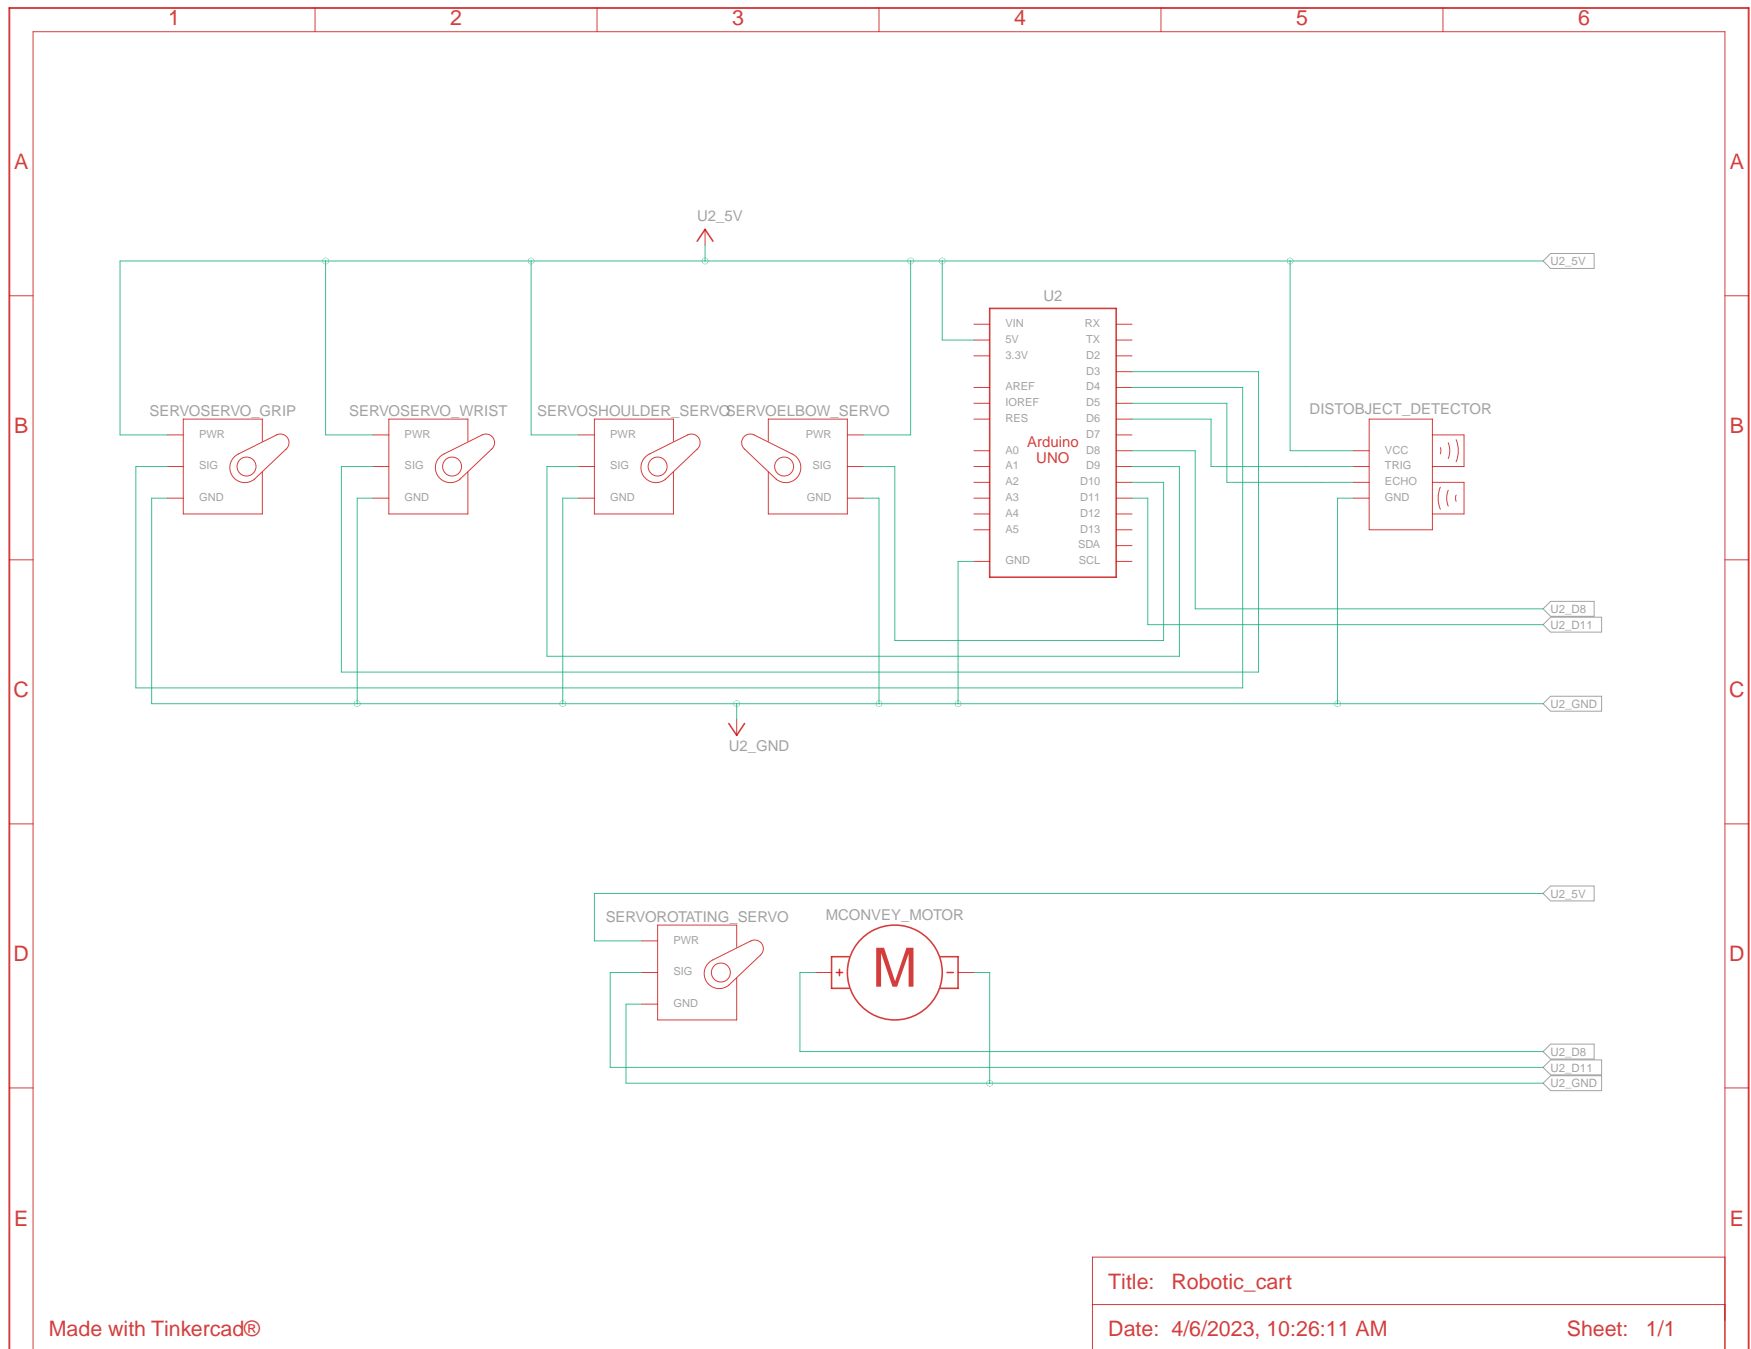 1 2 3 4 5 6
A A
U2_5V
U2_5V
U2
VIN RX
5V TX
3.3V D2
D3
AREF D4
IOREF D5
RES D6
D7
A0 D8
A1 D9
A2 D10
A3 D11
A4 D12
A5 D13
SDA
GND SCL
Arduino
UNO
B B
SERVOSERVO_GRIP
PWR
SIG
GND
SERVOSERVO_WRIST
PWR
SIG
GND
SERVOSHOULDER_SERVO
PWR
SIG
GND
SERVOELBOW_SERVO
PWR
SIG
GND
DISTOBJECT_DETECTOR
VCC
TRIG
ECHO
GND
U2_D8
U2_D11
C C
U2_GND
U2_GND
U2_5V
SERVOROTATING_SERVO
PWR
SIG
GND
MCONVEY_MOTOR
+ M -
D D
U2_D8
U2_D11
U2_GND
E E
Title: Robotic_cart
Made with Tinkercad®
Date: 4/6/2023, 10:26:11 AM Sheet: 1/1